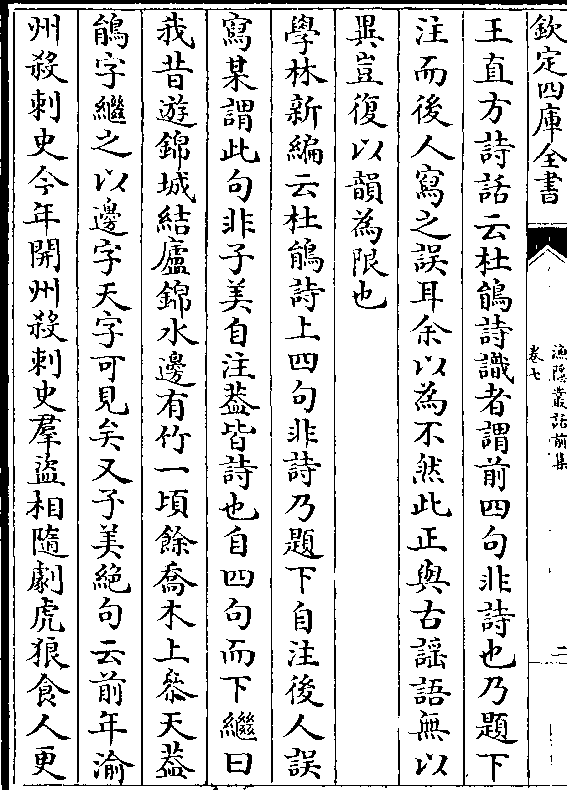 欽定四庫全書
漁隱叢話前集
卷七
二
王直方詩話云杜鵑詩識者謂前四句非詩也乃題下
注而後人寫之誤耳余以為不然此正與古謡語無以
異豈復以韻為限也
學林新編云杜鵑詩上四句非詩乃題下自注後人誤
寫某謂此句非子美自注葢皆詩也自四句而下繼曰
我昔遊錦城結廬錦水邊有竹一頃餘喬木上參天葢
鵑字繼之以邊字天字可見矣又子美絶句云前年渝
州殺刺史今年開州殺刺史羣盜相隨劇虎狼食人更